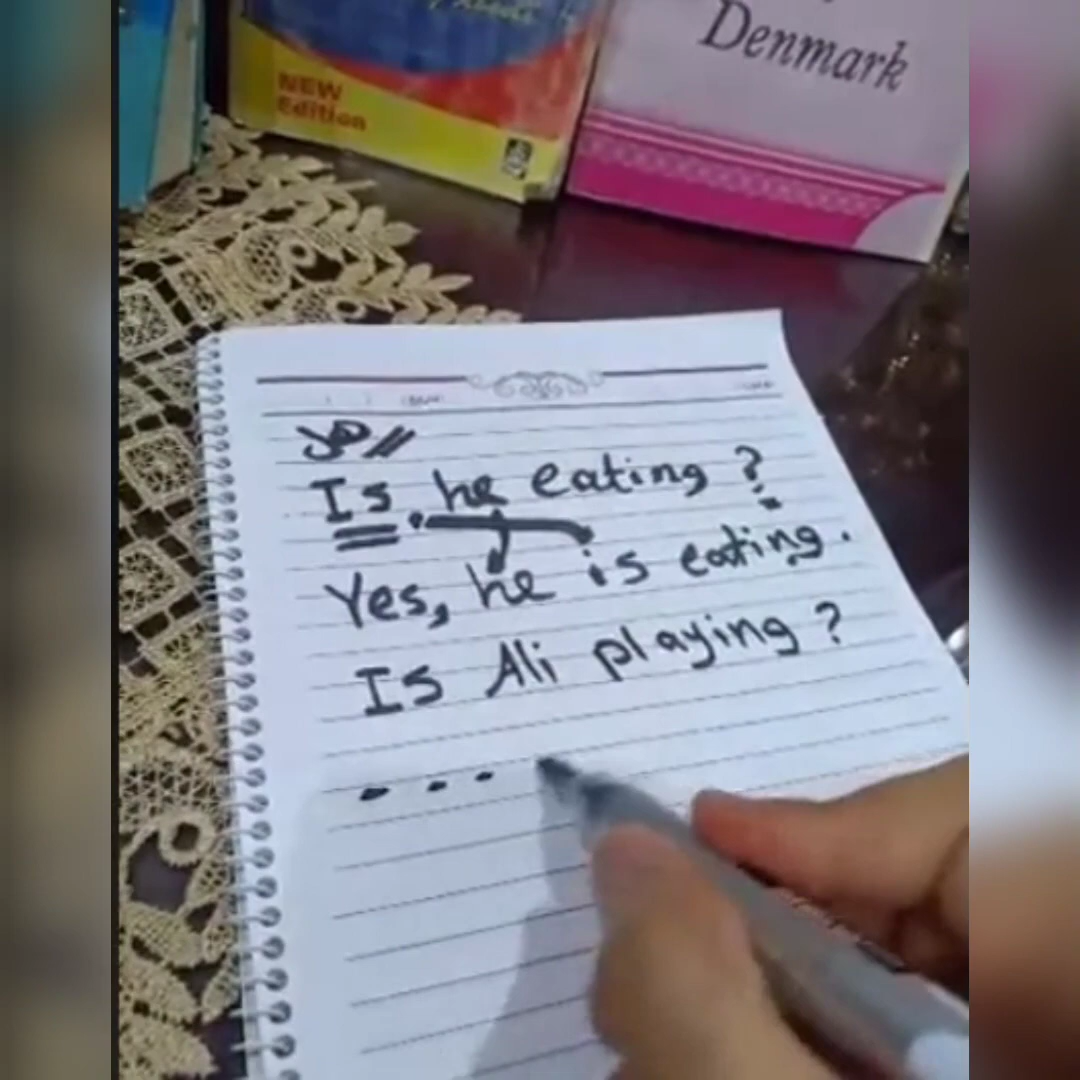 NEW
Edition
Denmark
Is he eating ?
Yes, he is eating.
Is Ali playing ?
....